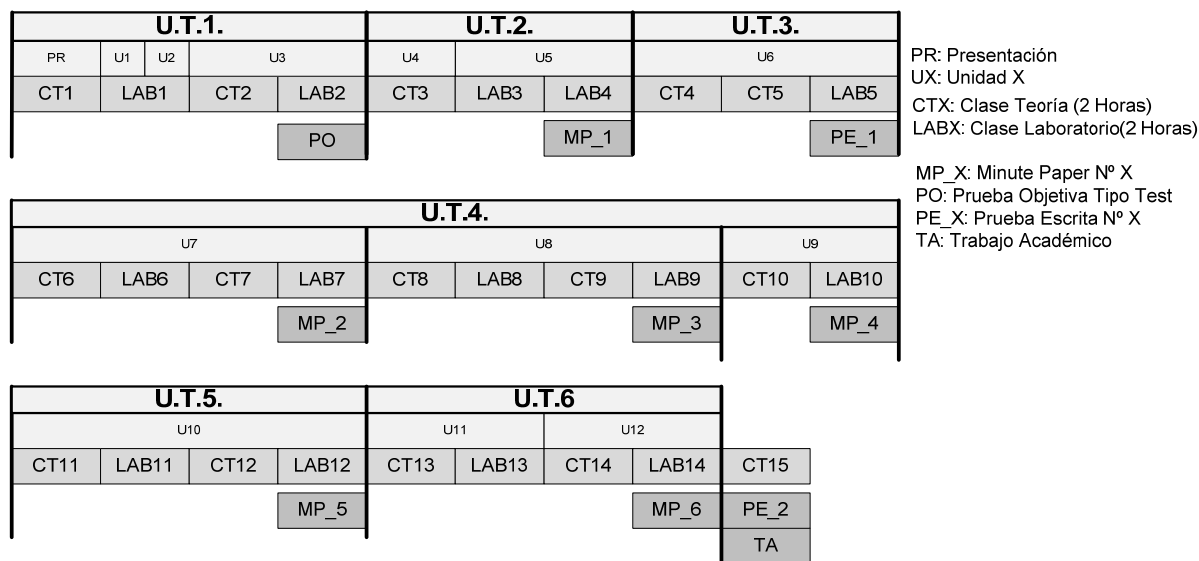 U.T.1. U.T.2. U.T.3.
PR U1 U2 U3 U4 U5 U6
CT1 LAB1 CT2 LAB2 CT3 LAB3 LAB4 CT4 CT5 LAB5
PO MP_1 PE_1
PR: Presentación
UX: Unidad X
CTX: Clase Teoría (2 Horas)
LABX: Clase Laboratorio(2 Horas)
MP_X: Minute Paper Nº X
PO: Prueba Objetiva Tipo Test
PE_X: Prueba Escrita Nº X
TA: Trabajo Académico
U.T.4.
U7 U8 U9
CT6 LAB6 CT7 LAB7 CT8 LAB8 CT9 LAB9 CT10 LAB10
MP_2 MP_3 MP_4
U.T.5. U.T.6
U10 U11 U12
CT11 LAB11 CT12 LAB12 CT13 LAB13 CT14 LAB14 CT15
MP_5 MP_6 PE_2
TA